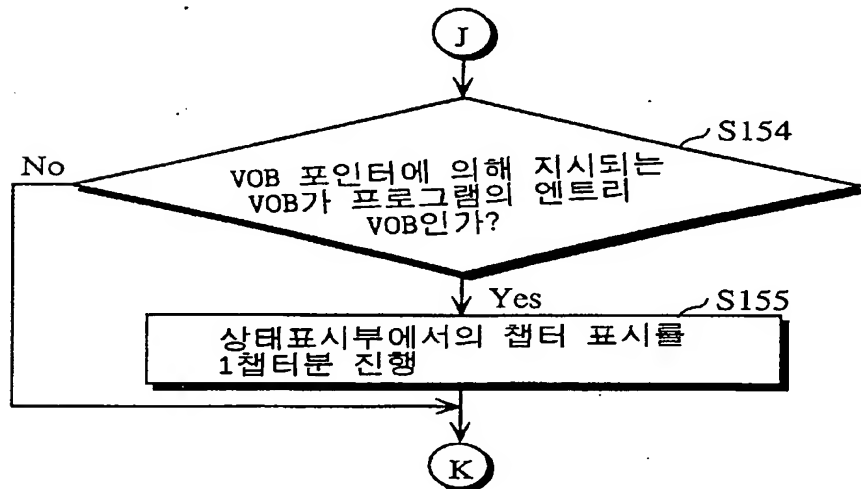 J
S154
No
VOB 포인터에 의해 지시되는
VOB가 프로그램의 엔트리
VOB인가?
Yes
S155
상태표시부에서의 챕터 표시를
1챕터분 진행
K